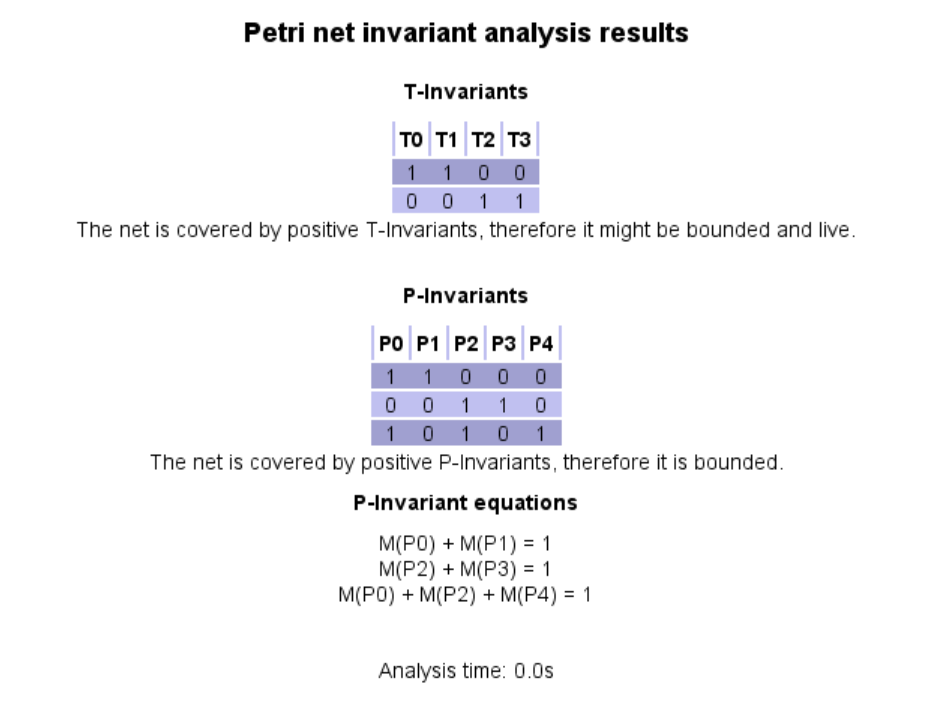 Petri net invariant analysis results
T-Invariants
T0 T1 T2 T3
1 1 0 0
0 0 1 1
The net is covered by positive T-Invariants, therefore it might be bounded and live.
P-Invariants
P0 P1 P2 P3 P4
1 1 0 0 0
0 0 1 1 0
1 0 1 0 1
The net is covered by positive P-Invariants, therefore it is bounded.
P-Invariant equations
M(P0) + M(P1) = 1
M(P2) + M(P3) = 1
M(P0) + M(P2) + M(P4) = 1
Analysis time: 0.0s